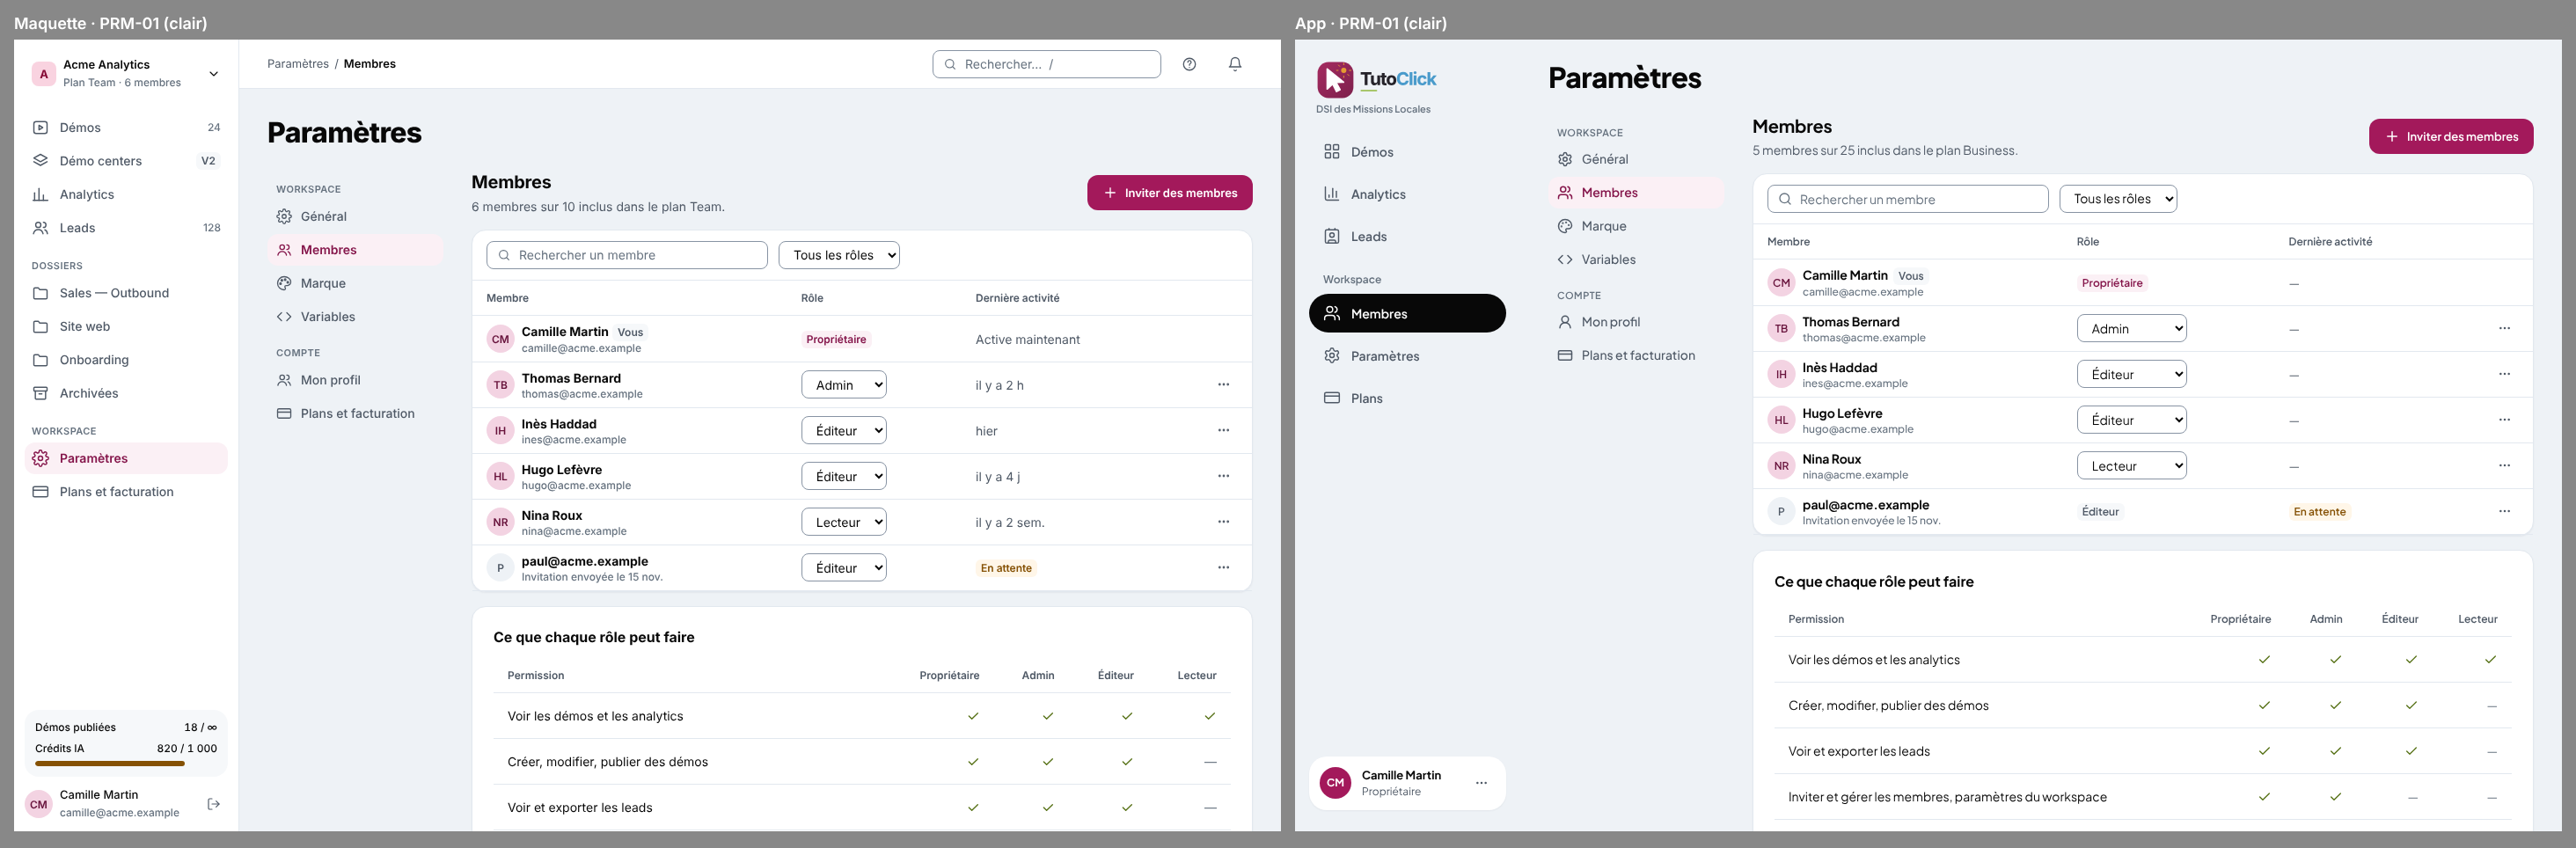 Maquette · PRM-01 (clair)
A
Acme Analytics
Plan Team · 6 membres
Démos 24
Démo centers V2
Analytics
Leads 128
DOSSIERS
Sales — Outbound
Site web
Onboarding
Archivées
WORKSPACE
Paramètres
Plans et facturation
Démos publiées 18 / ∞
Crédits IA 820 / 1 000
CM
Camille Martin
camille@acme.example
Paramètres / Membres
Rechercher... /
Paramètres
WORKSPACE
Général
Membres
Marque
Variables
COMPTE
Mon profil
Plans et facturation
Membres
6 membres sur 10 inclus dans le plan Team.
Inviter des membres
Rechercher un membre
Tous les rôles
Membre Rôle Dernière activité
CM Camille Martin Vous Propriétaire Active maintenant
camille@acme.example
TB Thomas Bernard Admin il y a 2 h
thomas@acme.example
IH Inès Haddad Éditeur hier
ines@acme.example
HL Hugo Lefèvre Éditeur il y a 4 j
hugo@acme.example
NR Nina Roux Lecteur il y a 2 sem.
nina@acme.example
P paul@acme.example Éditeur En attente
Invitation envoyée le 15 nov.
Ce que chaque rôle peut faire
Permission Propriétaire Admin Éditeur Lecteur
Voir les démos et les analytics
Créer, modifier, publier des démos —
Voir et exporter les leads —
App · PRM-01 (clair)
TutoClick
DSI des Missions Locales
Démos
Analytics
Leads
Workspace
Membres
Paramètres
Plans
CM
Camille Martin
Propriétaire
Paramètres
WORKSPACE
Général
Membres
Marque
Variables
COMPTE
Mon profil
Plans et facturation
Membres
5 membres sur 25 inclus dans le plan Business.
Inviter des membres
Rechercher un membre
Tous les rôles
Membre Rôle Dernière activité
CM Camille Martin Vous Propriétaire —
camille@acme.example
TB Thomas Bernard Admin —
thomas@acme.example
IH Inès Haddad Éditeur —
ines@acme.example
HL Hugo Lefèvre Éditeur —
hugo@acme.example
NR Nina Roux Lecteur —
nina@acme.example
P paul@acme.example Éditeur En attente
Invitation envoyée le 15 nov.
Ce que chaque rôle peut faire
Permission Propriétaire Admin Éditeur Lecteur
Voir les démos et les analytics
Créer, modifier, publier des démos —
Voir et exporter les leads —
Inviter et gérer les membres, paramètres du workspace — —